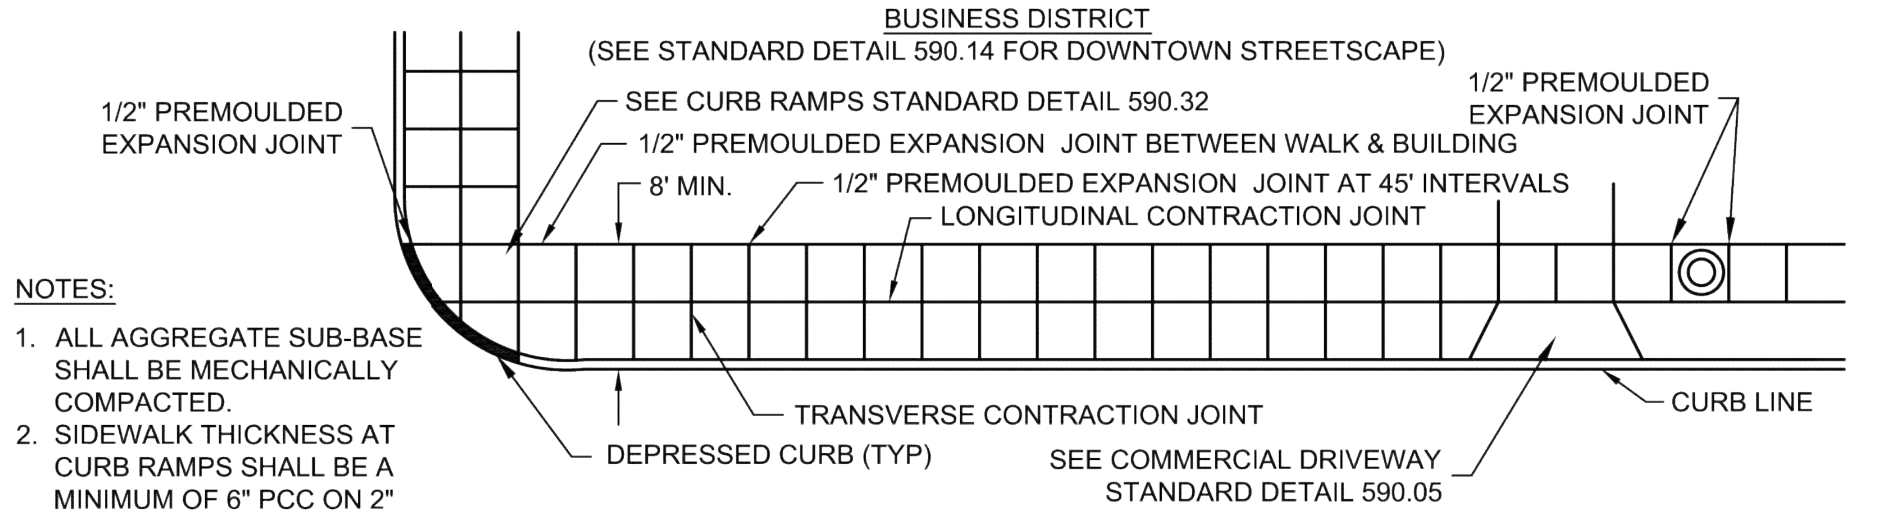 BUSINESS DISTRICT
(SEE STANDARD DETAIL 590.14 FOR DOWNTOWN STREETSCAPE)
1/2" PREMOULDED
EXPANSION JOINT
SEE CURB RAMPS STANDARD DETAIL 590.32
1/2" PREMOULDED
EXPANSION JOINT
1/2" PREMOULDED EXPANSION JOINT BETWEEN WALK & BUILDING
8' MIN.
1/2" PREMOULDED EXPANSION JOINT AT 45' INTERVALS
LONGITUDINAL CONTRACTION JOINT
NOTES:
1. ALL AGGREGATE SUB-BASE
SHALL BE MECHANICALLY
COMPACTED.
2. SIDEWALK THICKNESS AT
CURB RAMPS SHALL BE A
MINIMUM OF 6" PCC ON 2"
TRANSVERSE CONTRACTION JOINT
CURB LINE
DEPRESSED CURB (TYP)
SEE COMMERCIAL DRIVEWAY
STANDARD DETAIL 590.05